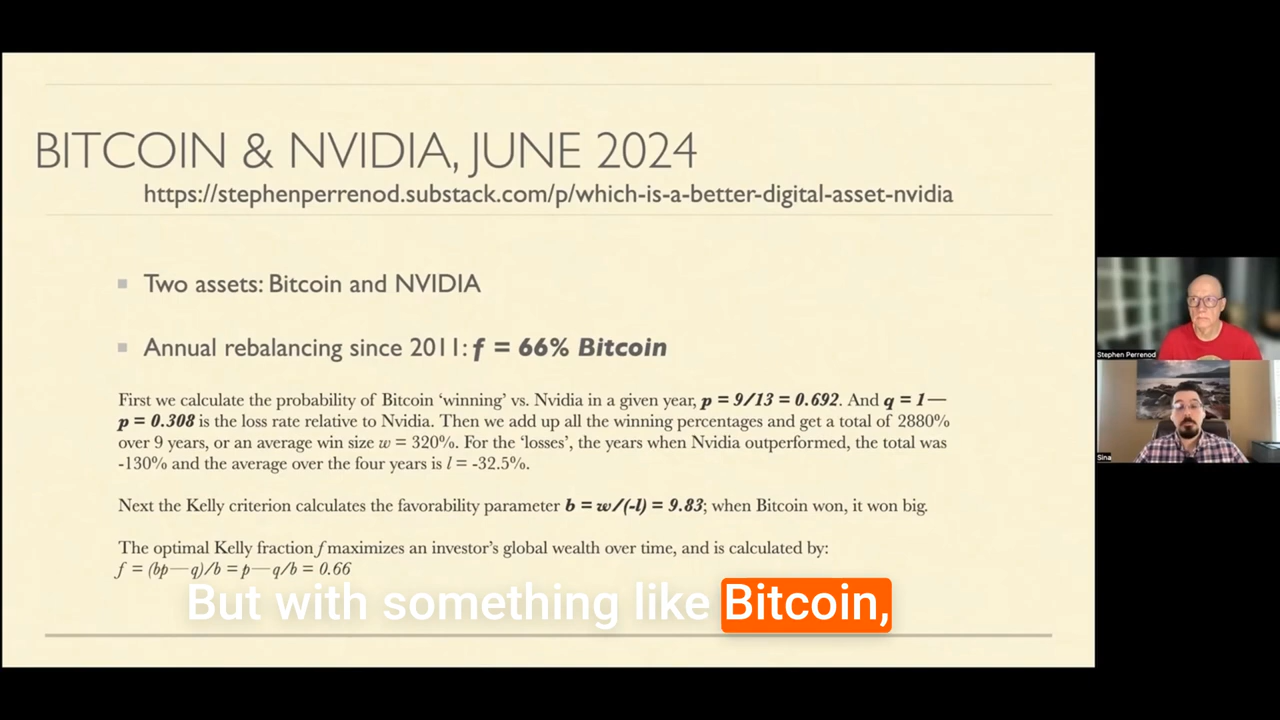 BITCOIN & NVIDIA, JUNE 2024
https://stephenperrenod.substack.com/p/which-is-a-better-digital-asset-nvidia
Two assets: Bitcoin and NVIDIA
Annual rebalancing since 2011: f = 66% Bitcoin
First we calculate the probability of Bitcoin ‘winning’ vs. Nvidia in a given year, p = 9/13 = 0.692. And q = 1—
p = 0.308 is the loss rate relative to Nvidia. Then we add up all the winning percentages and get a total of 2880%
over 9 years, or an average win size w = 320%. For the ‘losses’, the years when Nvidia outperformed, the total was
-130% and the average over the four years is l = -32.5%.
Next the Kelly criterion calculates the favorability parameter b = w/(-l) = 9.83; when Bitcoin won, it won big.
The optimal Kelly fraction f maximizes an investor’s global wealth over time, and is calculated by:
f = (bp—q)/b = p—q/b = 0.66
But with something like Bitcoin,
Stephen Perrenod
Sina